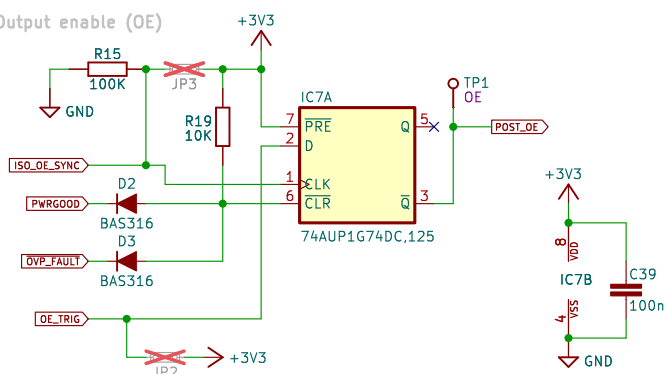 Output enable (OE)
+3V3
R15
100K
JP3
GND
R19
10K
IC7A
7
PRE
2
D
1
CLK
6
CLR
Q
5
Q
3
74AUP1G74DC,125
TP1
OE
POST_OE
ISO_OE_SYNC
PWRGOOD
D2
BAS316
OVP_FAULT
D3
BAS316
OE_TRIG
JP2
+3V3
+3V3
8
VDD
IC7B
4
VSS
C39
100n
GND